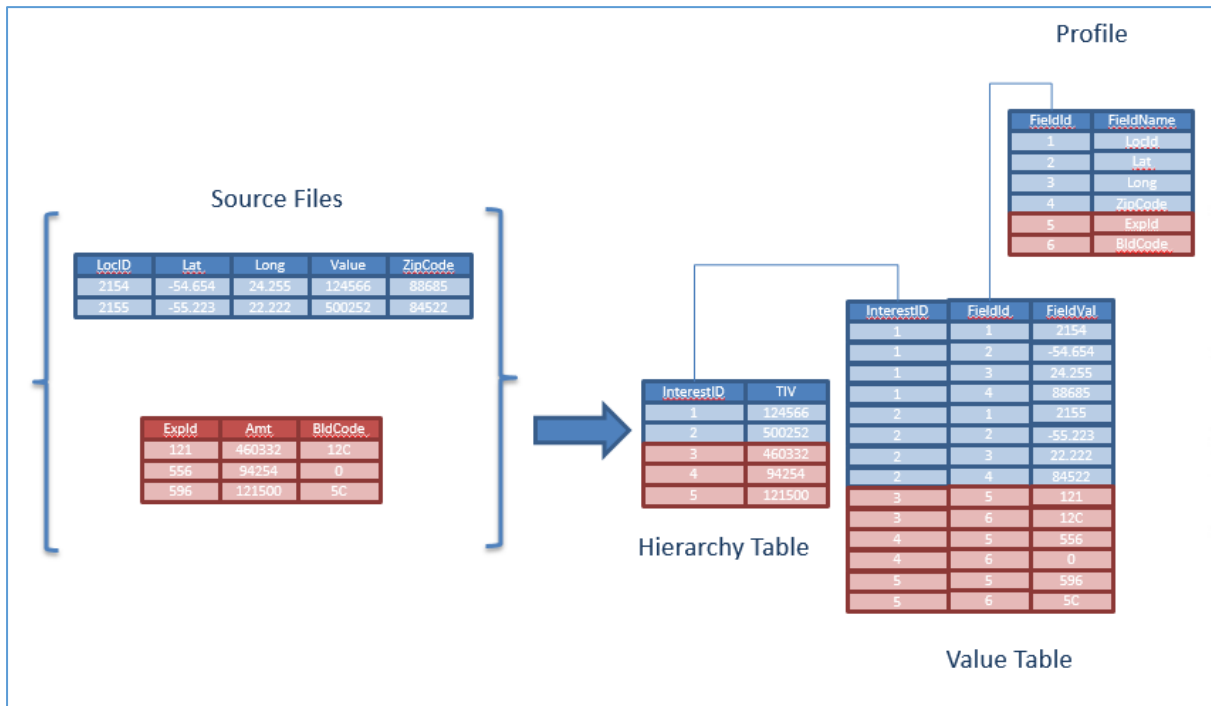 Profile
FieldId FieldName
1 LocId
2 Lat
3 Long
4 ZipCode
5 ExpId
6 BldCode
Source Files
LocID Lat Long Value ZipCode
2154 -54.654 24.255 124566 88685
2155 -55.223 22.222 500252 84522
ExpId Amt BldCode
121 460332 12C
556 94254 0
596 121500 5C
InterestID TIV
1 124566
2 500252
3 460332
4 94254
5 121500
Hierarchy Table
InterestID FieldId FieldVal
1 1 2154
1 2 -54.654
1 3 24.255
1 4 88685
2 1 2155
2 2 -55.223
2 3 22.222
2 4 84522
3 5 121
3 6 12C
4 5 556
4 6 0
5 5 596
5 6 5C
Value Table